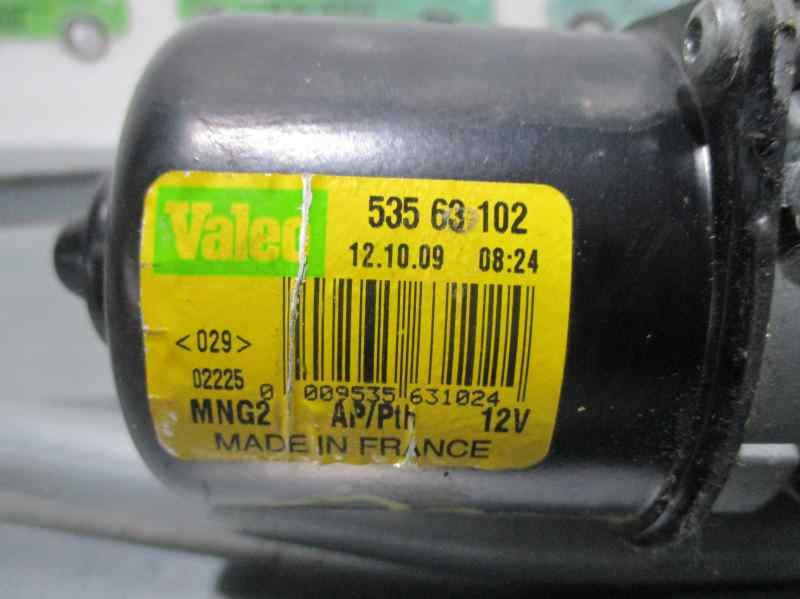 Valeo 535 63 102
12.10.09 08:24
<029>
02225
0 009535 631024
MNG2 AP/Pth 12V
MADE IN FRANCE